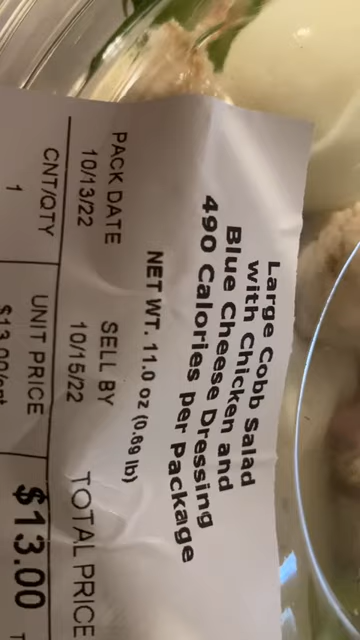 Large Cobb Salad
with Chicken and
Blue Cheese Dressing
490 Calories per Package
NET WT. 11.0 oz (0.69 lb)
PACK DATE SELL BY
10/13/22 10/15/22 TOTAL PRICE
CNT/QTY UNIT PRICE $13.00
1